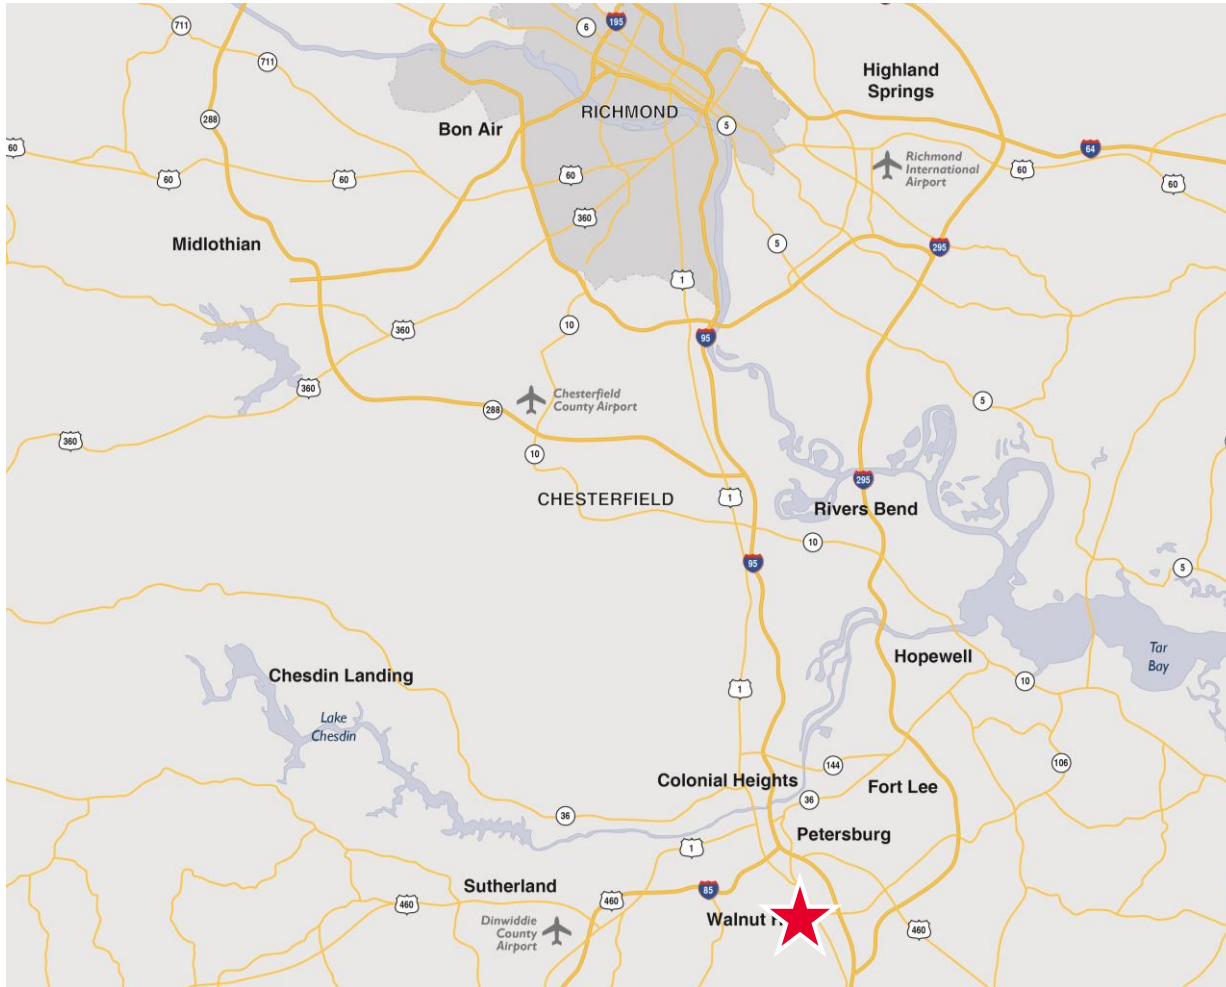 711
6
195
Highland
Springs
711
288
RICHMOND
Bon Air
5
60
64
Richmond
International
Airport
60
60
60
60
60
360
Midlothian
5
295
1
10
360
95
360
Chesterfield
County Airport
288
5
360
10
295
CHESTERFIELD
1
Rivers Bend
10
95
5
Hopewell
Tar
Bay
Chesdin Landing
10
1
Lake
Chesdin
144
106
Colonial Heights
Fort Lee
36
36
Petersburg
1
Sutherland
85
460
460
Dinwiddie
County
Airport
Walnut
460